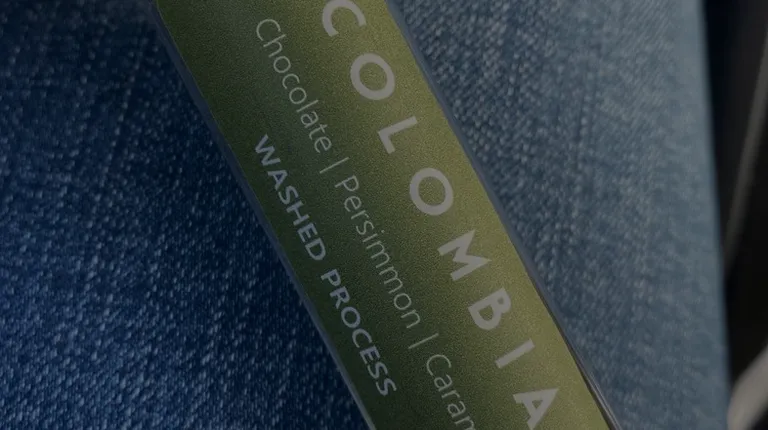 COLOMBIA
Chocolate | Persimmon |
WASHED PROCESS